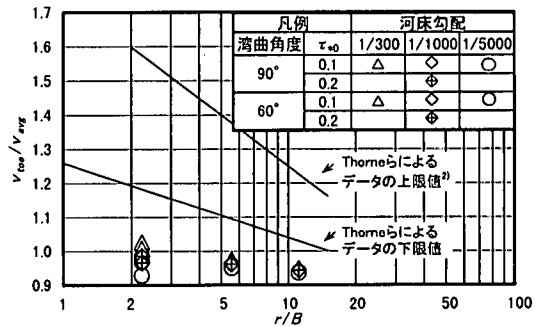 凡例 河床勾配
湾曲角度 τ*0 1/300 1/1000 1/5000
90° 0.1
0.2
60° 0.1
0.2
Thorneらによる
データの上限値2)
Thorneらによる
データの下限値
1.7
1.6
1.5
1.4
1.3
1.2
1.1
1.0
0.9
vtoe/vavg
1 2 5 10 20 50 80 100
r/B